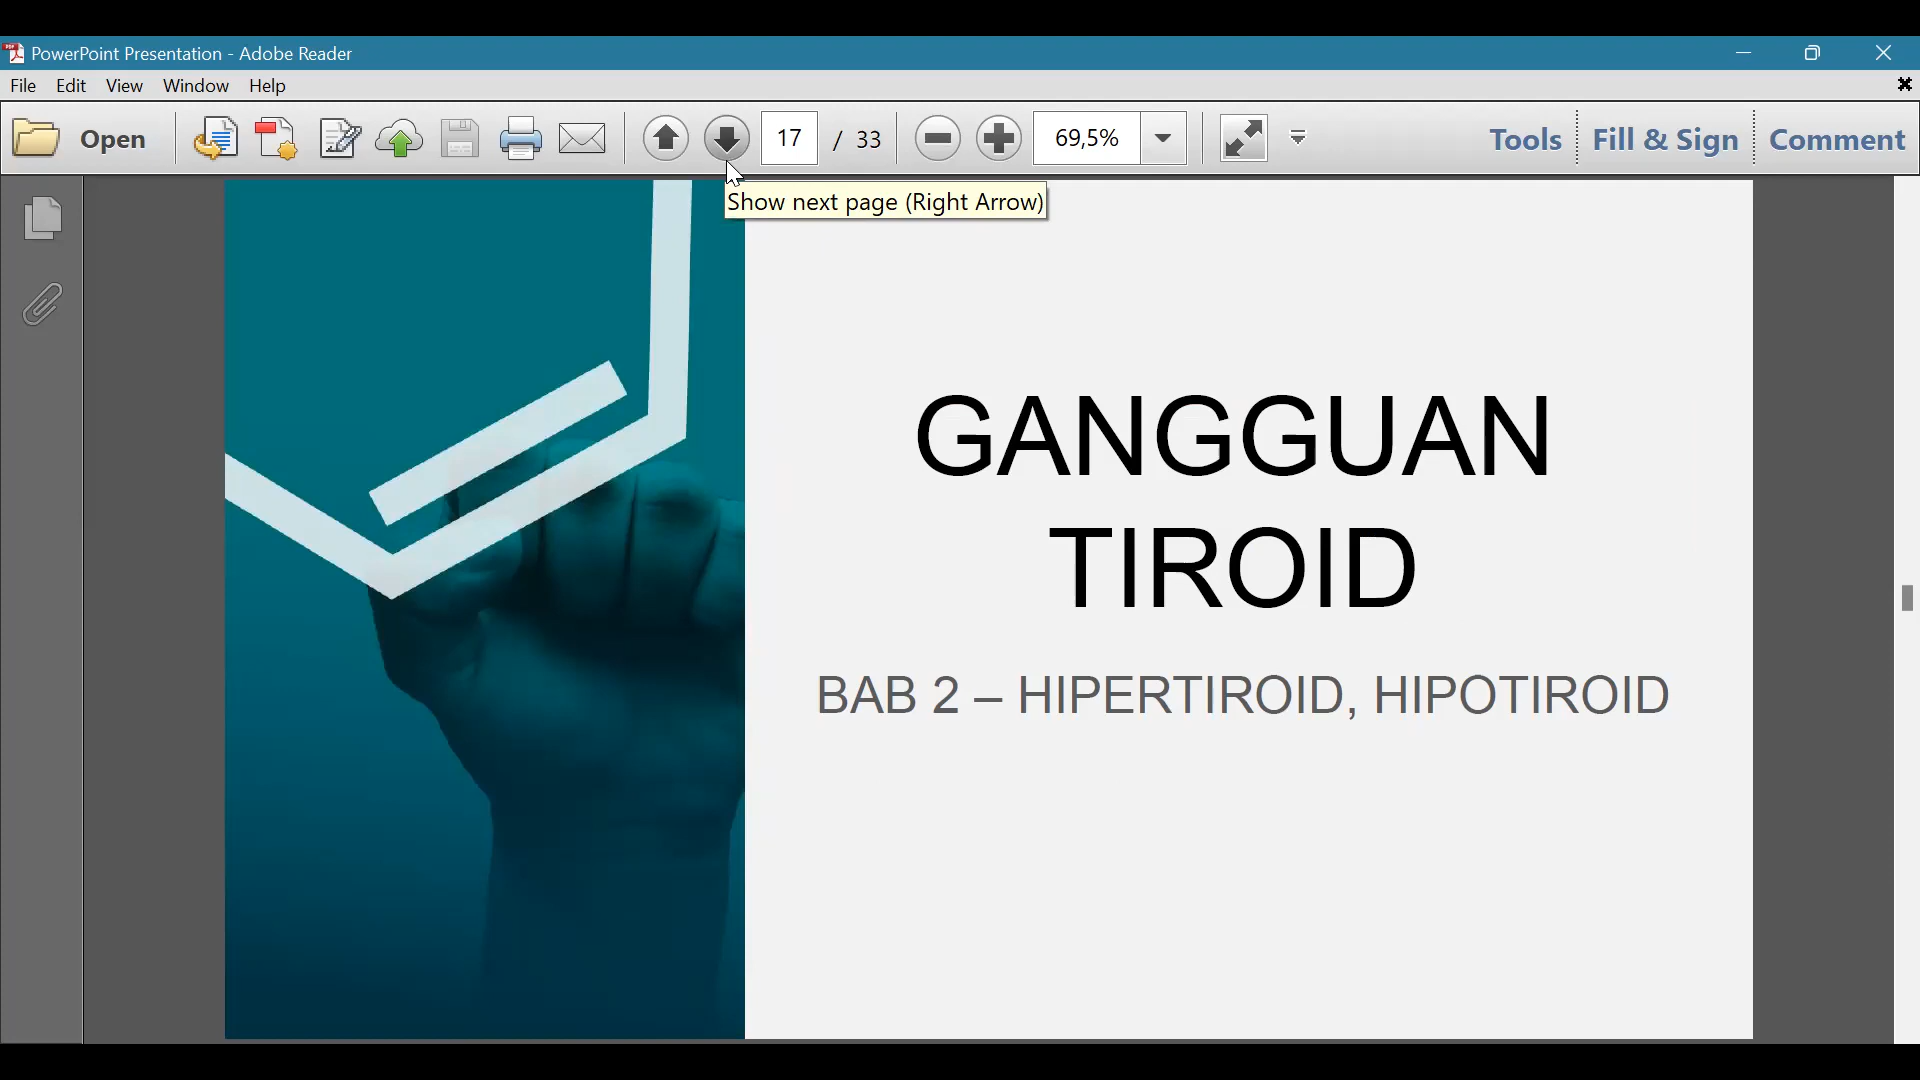 PowerPoint Presentation - Adobe Reader
File Edit View Window Help
Open 17 / 33 69,5% Tools Fill & Sign Comment
Show next page (Right Arrow)
GANGGUAN
TIROID
BAB 2 – HIPERTIROID, HIPOTIROID